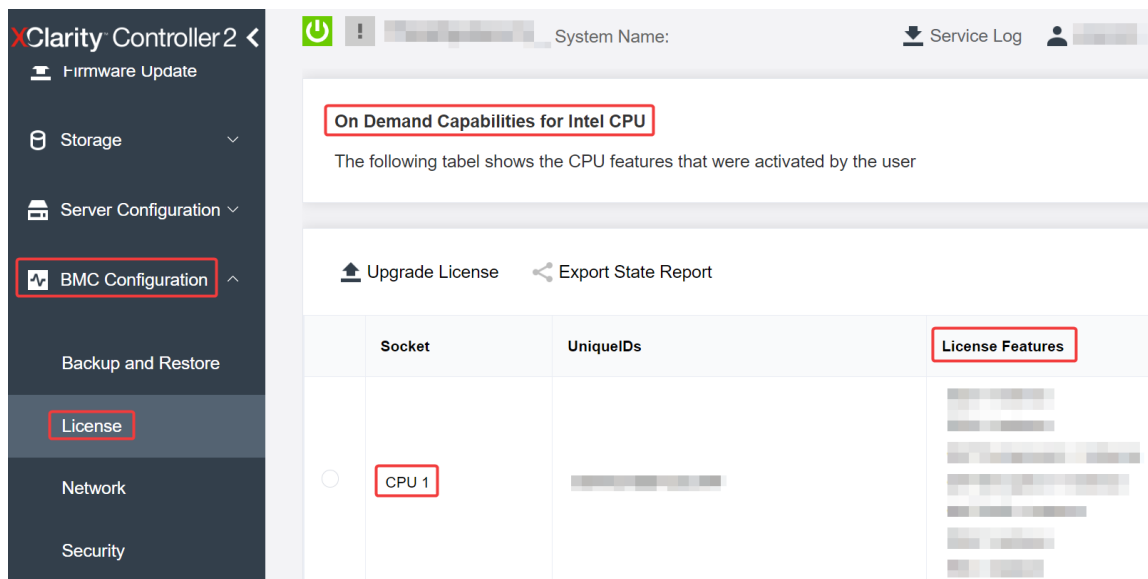 XClarity Controller 2
Firmware Update
Storage
Server Configuration
BMC Configuration
Backup and Restore
License
Network
Security
System Name:
Service Log
On Demand Capabilities for Intel CPU
The following tabel shows the CPU features that were activated by the user
Upgrade License
Export State Report
Socket
UniqueIDs
License Features
CPU 1